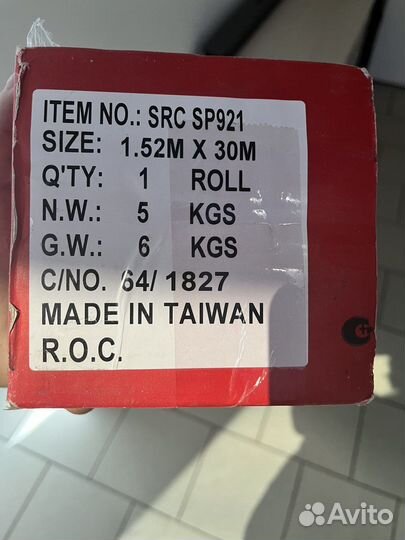 ITEM NO.: SRC SP921
SIZE: 1.52M X 30M
Q'TY: 1 ROLL
N.W.: 5 KGS
G.W.: 6 KGS
C/NO. 64/ 1827
MADE IN TAIWAN
R.O.C.
Avito